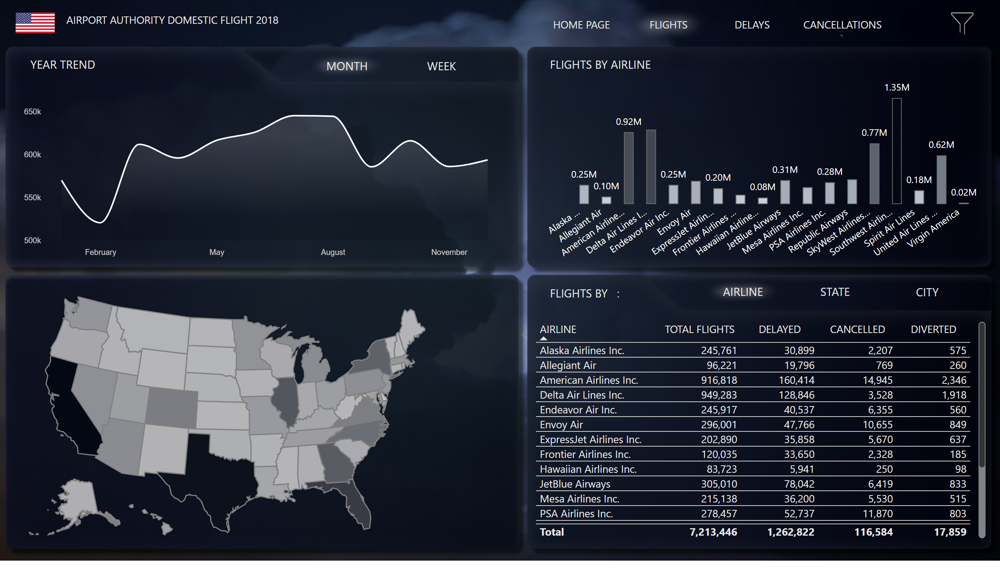 AIRPORT AUTHORITY DOMESTIC FLIGHT 2018
HOME PAGE FLIGHTS DELAYS CANCELLATIONS
YEAR TREND
MONTH WEEK
650k
600k
550k
500k
February May August November
FLIGHTS BY AIRLINE
0.25M 0.10M 0.92M 0.25M 0.20M 0.08M 0.31M 0.28M 0.77M 1.35M 0.18M 0.62M 0.02M
Alaska ...
Allegiant Air
American Airline...
Delta Air Lines I...
Endeavor Air Inc.
Envoy Air
ExpressJet Airlin...
Frontier Airlines ...
Hawaiian Airline...
JetBlue Airways
Mesa Airlines Inc.
PSA Airlines Inc.
Republic Airways
SkyWest Airlines...
Southwest Airlin...
Spirit Air Lines
United Air Lines ...
Virgin America
FLIGHTS BY :
AIRLINE STATE CITY
AIRLINE TOTAL FLIGHTS DELAYED CANCELLED DIVERTED
Alaska Airlines Inc. 245,761 30,899 2,207 575
Allegiant Air 96,221 19,796 769 260
American Airlines Inc. 916,818 160,414 14,945 2,346
Delta Air Lines Inc. 949,283 128,846 3,528 1,918
Endeavor Air Inc. 245,917 40,537 6,355 560
Envoy Air 296,001 47,766 10,655 849
ExpressJet Airlines Inc. 202,890 35,858 5,670 637
Frontier Airlines Inc. 120,035 33,650 2,328 185
Hawaiian Airlines Inc. 83,723 5,941 250 98
JetBlue Airways 305,010 78,042 6,419 833
Mesa Airlines Inc. 215,138 36,200 5,530 515
PSA Airlines Inc. 278,457 52,737 11,870 803
Total 7,213,446 1,262,822 116,584 17,859